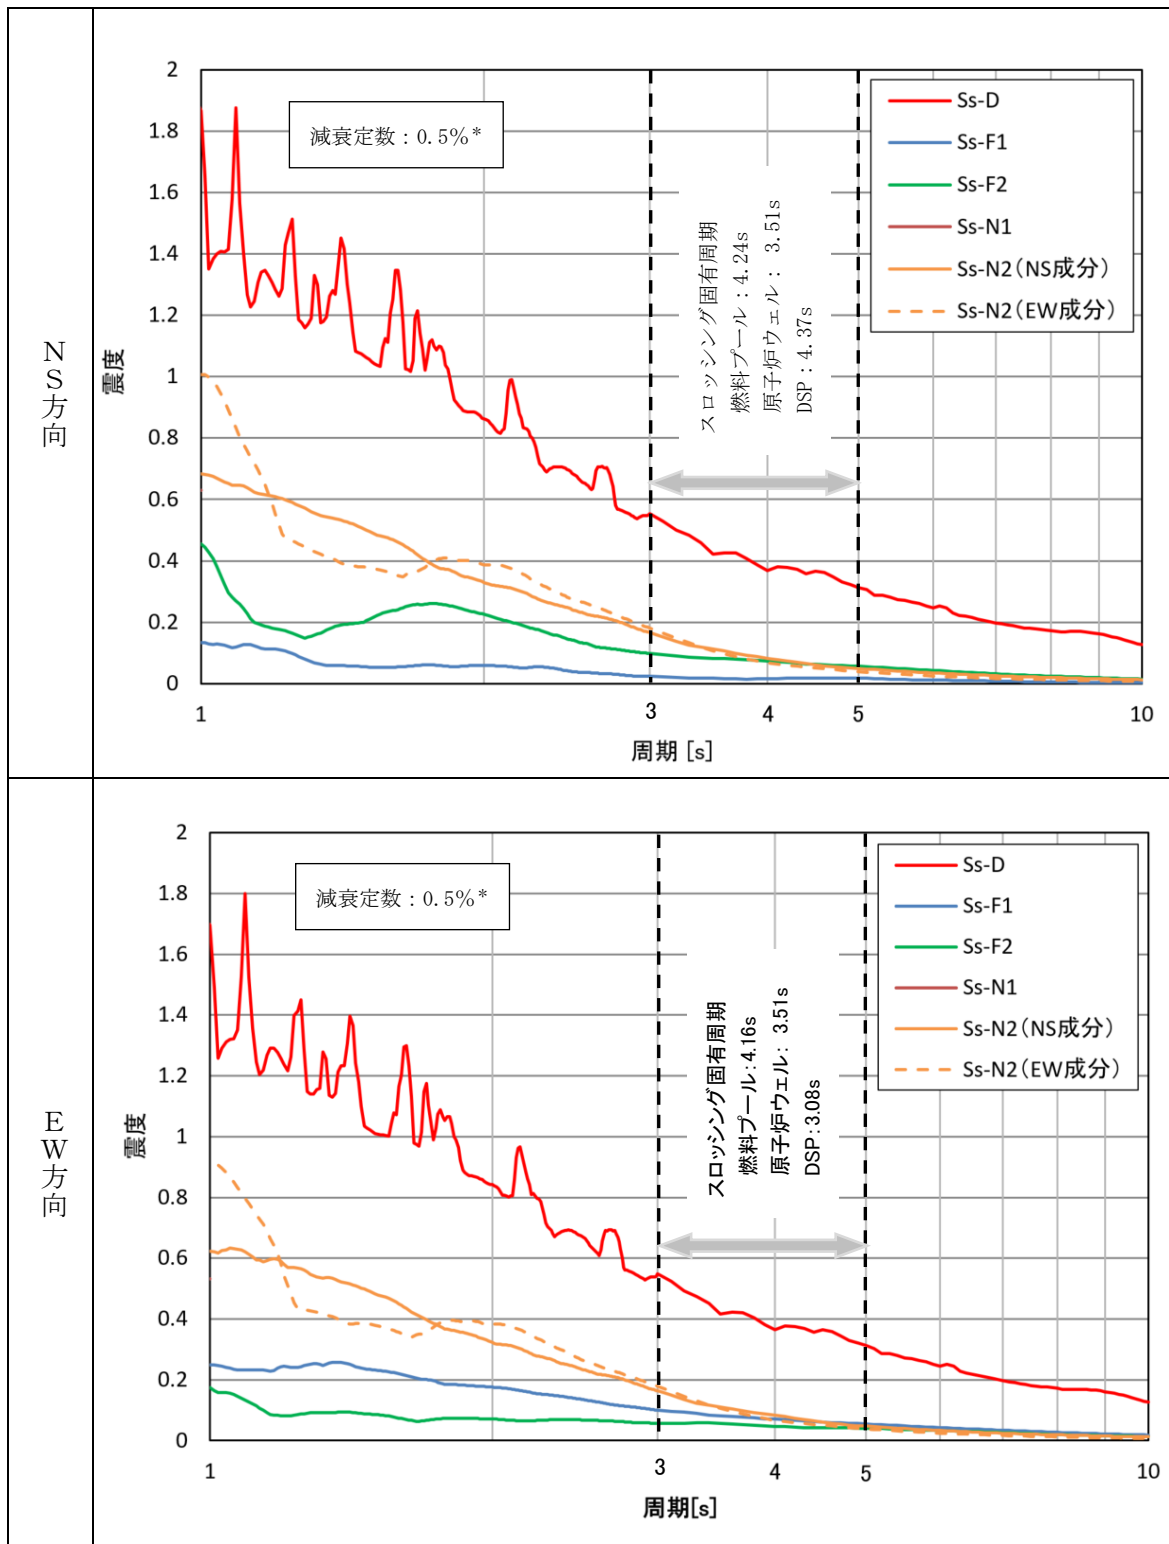 NS方向
2
1.8
1.6
1.4
1.2
1
0.8
0.6
0.4
0.2
0
震度
減衰定数：0.5%*
スロッシング固有周期
燃料プール：4.24s
原子炉ウェル： 3.51s
DSP：4.37s
Ss-D
Ss-F1
Ss-F2
Ss-N1
Ss-N2（NS成分）
Ss-N2（EW成分）
1
3
4
5
10
周期 [s]
EW方向
2
1.8
1.6
1.4
1.2
1
0.8
0.6
0.4
0.2
0
震度
減衰定数：0.5%*
スロッシング固有周期
燃料プール：4.16s
原子炉ウェル： 3.51s
DSP：3.08s
Ss-D
Ss-F1
Ss-F2
Ss-N1
Ss-N2（NS成分）
Ss-N2（EW成分）
1
3
4
5
10
周期[s]